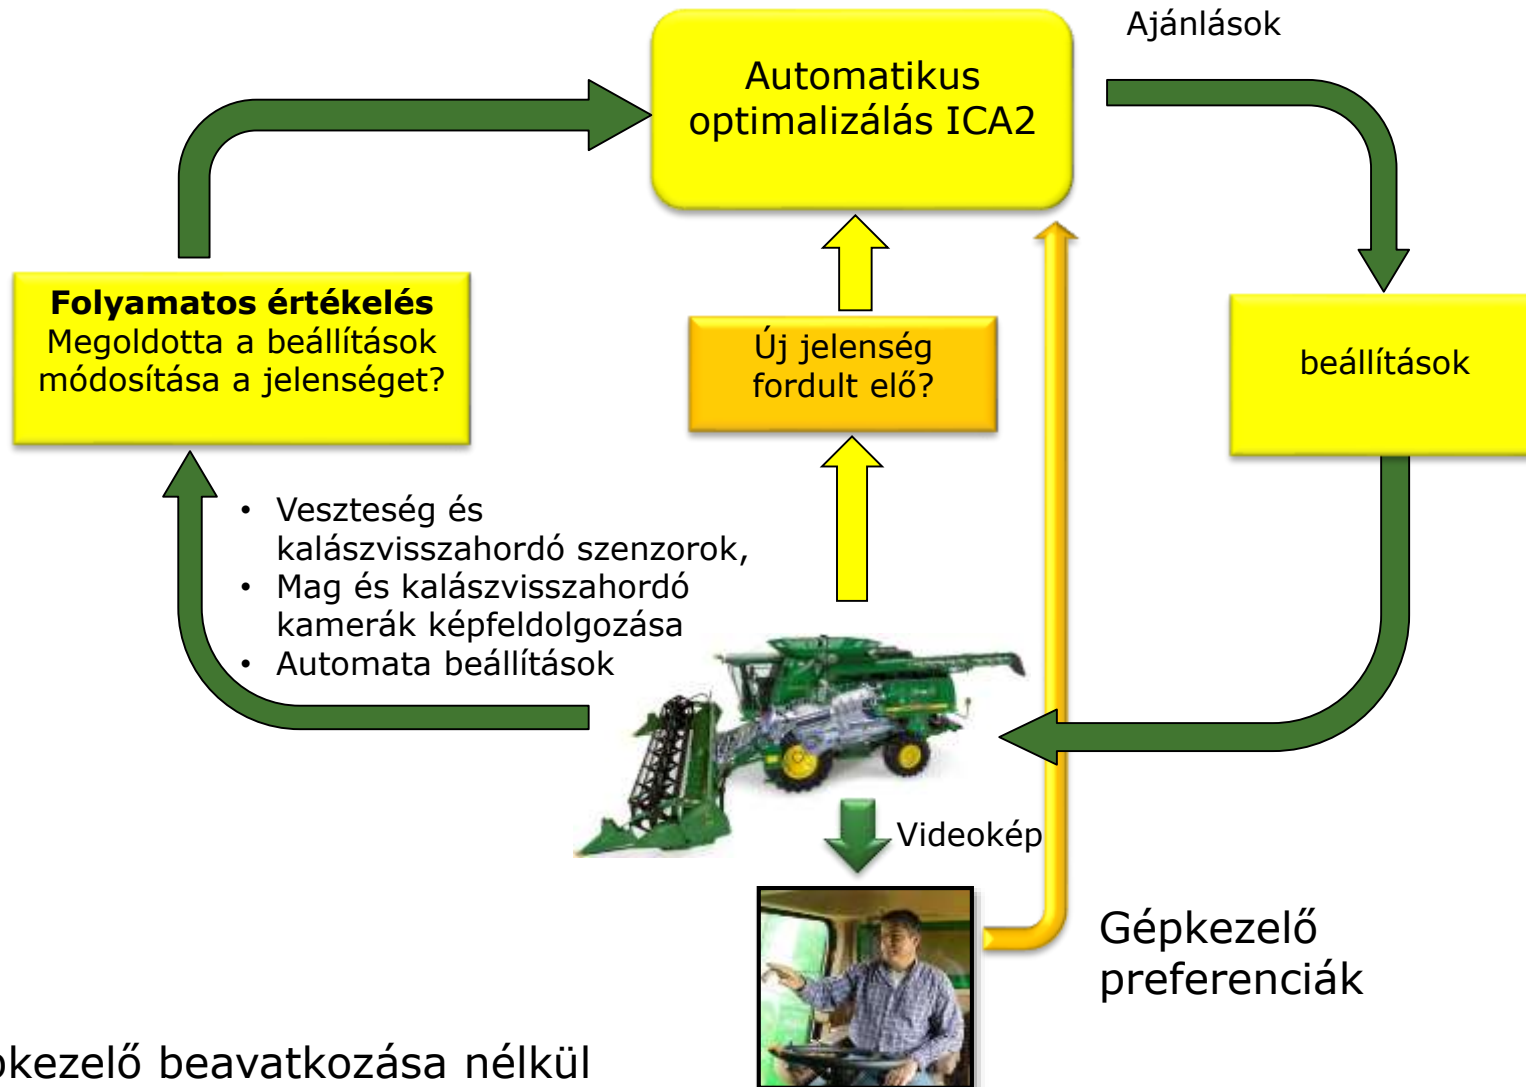 Ajánlások
Automatikus
optimalizálás ICA2
Folyamatos értékelés
Megoldotta a beállítások
módosítása a jelenséget?
Új jelenség
fordult elő?
beállítások
• Veszteség és
kalászvisszahordó szenzorok,
• Mag és kalászvisszahordó
kamerák képfeldolgozása
• Automata beállítások
Videokép
Gépkezelő
preferenciák
beavatkozása nélkül